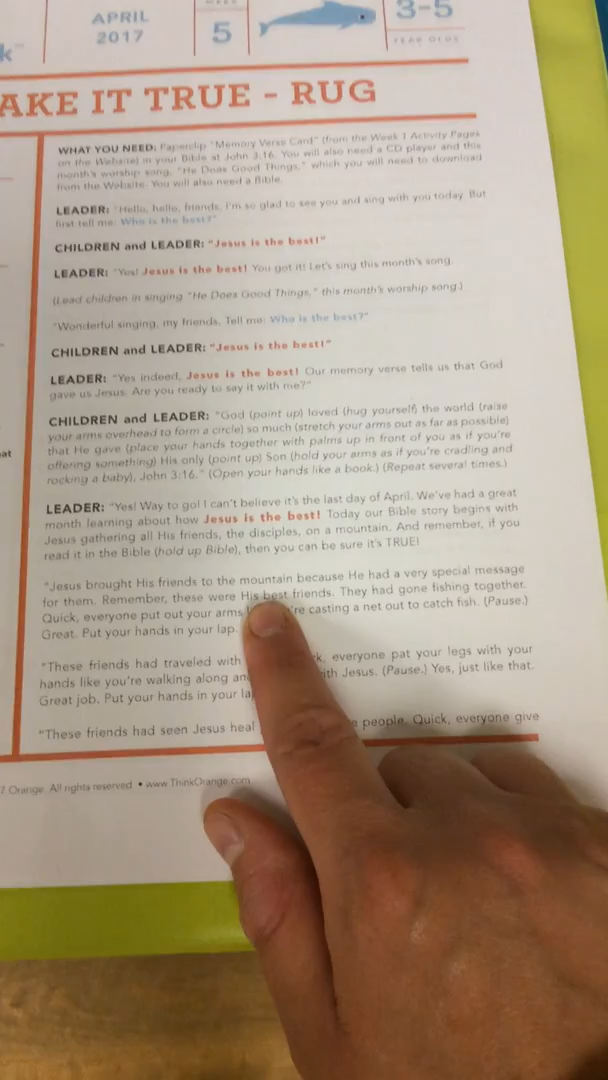 APRIL
2017
5
3-5
YEAR OLDS
k™
AKE IT TRUE - RUG
WHAT YOU NEED: Paperclip "Memory Verse Card" (from the Week 1 Activity Pages
on the Website) in your Bible at John 3:16. You will also need a CD player and this
month's worship song, "He Does Good Things," which you will need to download
from the Website. You will also need a Bible.
LEADER: "Hello, hello, friends. I'm so glad to see you and sing with you today. But
first tell me: Who is the best?"
CHILDREN and LEADER: "Jesus is the best!"
LEADER: "Yes! Jesus is the best! You got it! Let's sing this month's song.
(Lead children in singing "He Does Good Things," this month's worship song.)
"Wonderful singing, my friends. Tell me: Who is the best?"
CHILDREN and LEADER: "Jesus is the best!"
LEADER: "Yes indeed, Jesus is the best! Our memory verse tells us that God
gave us Jesus. Are you ready to say it with me?"
CHILDREN and LEADER: "God (point up) loved (hug yourself) the world (raise
your arms overhead to form a circle) so much (stretch your arms out as far as possible)
that He gave (place your hands together with palms up in front of you as if you're
offering something) His only (point up) Son (hold your arms as if you're cradling and
rocking a baby), John 3:16." (Open your hands like a book.) (Repeat several times.)
at
LEADER: "Yes! Way to go! I can't believe it's the last day of April. We've had a great
month learning about how Jesus is the best! Today our Bible story begins with
Jesus gathering all His friends, the disciples, on a mountain. And remember, if you
read it in the Bible (hold up Bible), then you can be sure it's TRUE!
"Jesus brought His friends to the mountain because He had a very special message
for them. Remember, these were His best friends. They had gone fishing together.
Quick, everyone put out your arms 're casting a net out to catch fish. (Pause.)
Great. Put your hands in your lap.
"These friends had traveled with k, everyone pat your legs with your
hands like you're walking along an ith Jesus. (Pause.) Yes, just like that.
Great job. Put your hands in your la
"These friends had seen Jesus heal people. Quick, everyone give
7 Orange. All rights reserved • www.ThinkOrange.com